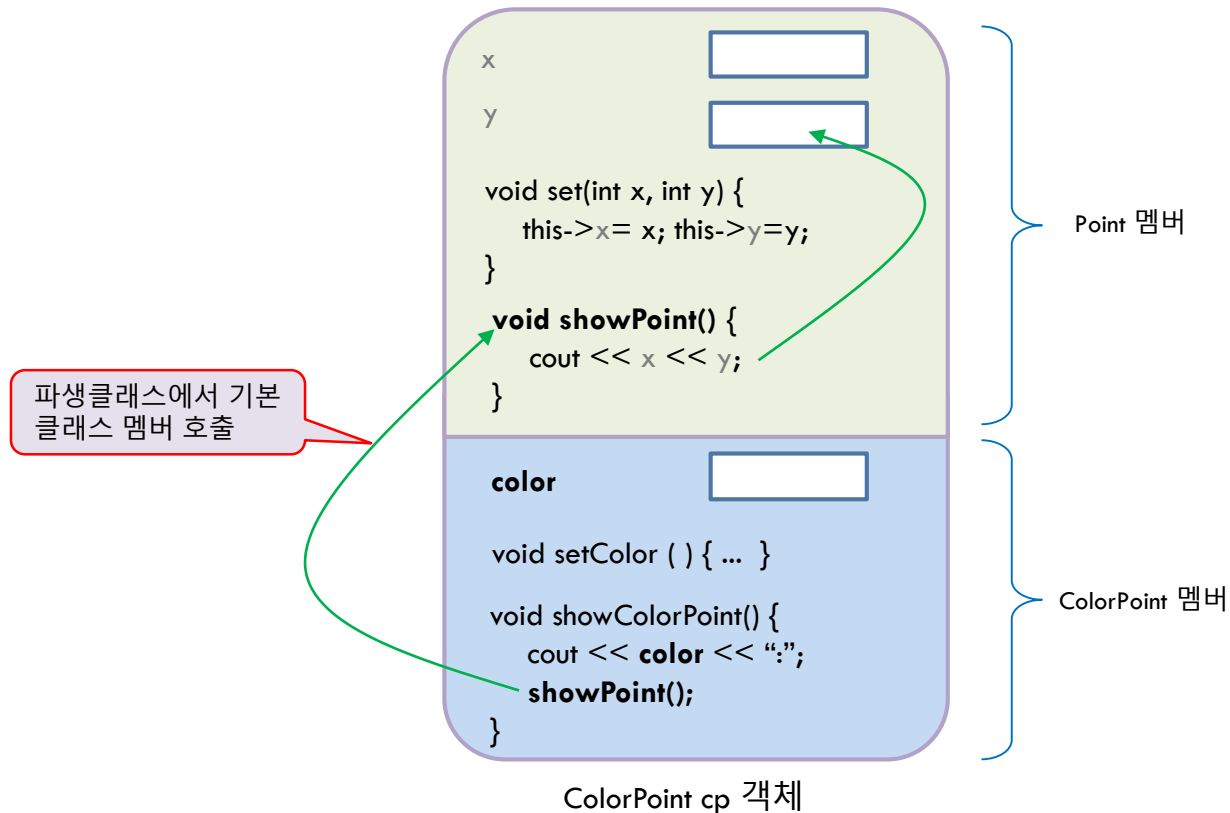 x
y
void set(int x, int y) {
this->x= x; this->y=y;
}
void showPoint() {
cout << x << y;
}
Point 멤버
파생클래스에서 기본
클래스 멤버 호출
color
void setColor ( ) { ... }
void showColorPoint() {
cout << color << “:”;
showPoint();
}
ColorPoint 멤버
ColorPoint cp 객체